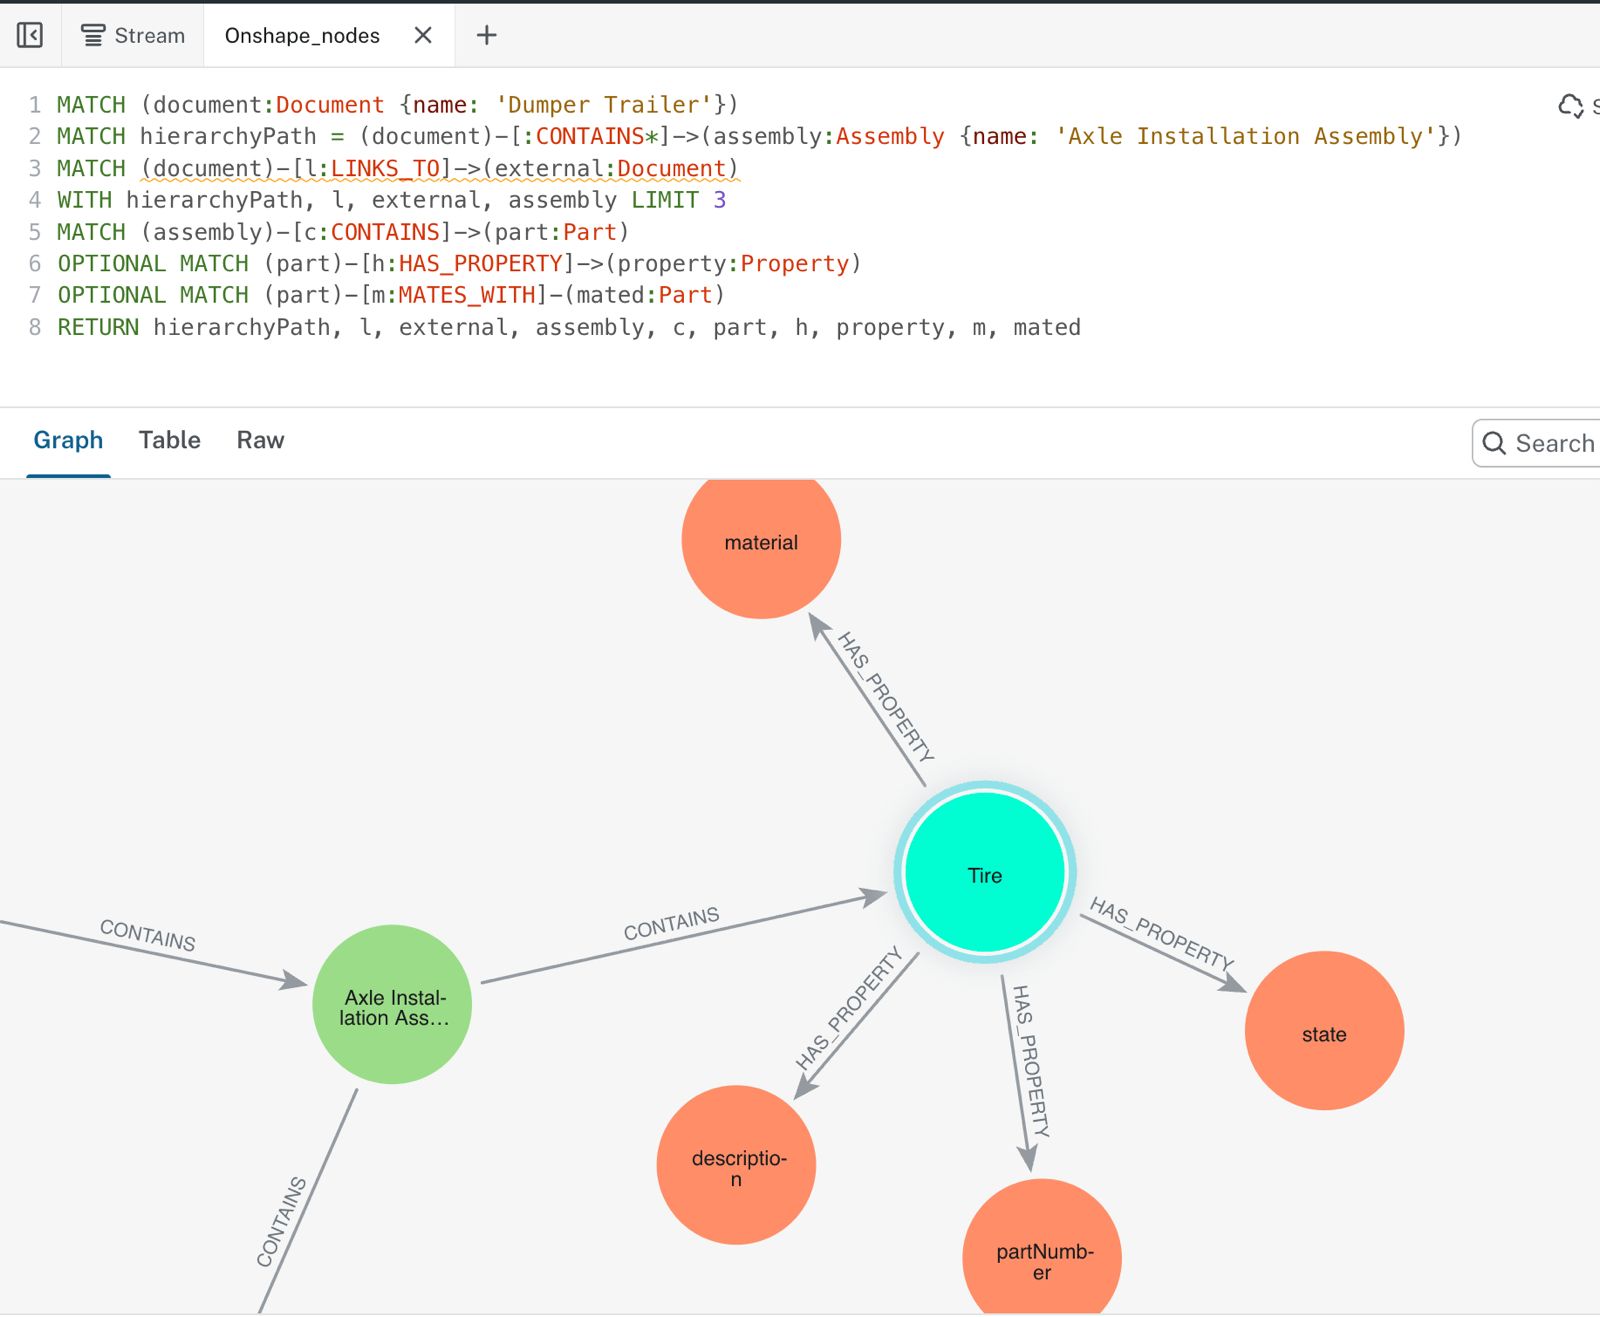 Stream
Onshape_nodes
1 MATCH (document:Document {name: 'Dumper Trailer'})
2 MATCH hierarchyPath = (document)-[:CONTAINS*]->(assembly:Assembly {name: 'Axle Installation Assembly'})
3 MATCH (document)-[l:LINKS_TO]->(external:Document)
4 WITH hierarchyPath, l, external, assembly LIMIT 3
5 MATCH (assembly)-[c:CONTAINS]->(part:Part)
6 OPTIONAL MATCH (part)-[h:HAS_PROPERTY]->(property:Property)
7 OPTIONAL MATCH (part)-[m:MATES_WITH]-(mated:Part)
8 RETURN hierarchyPath, l, external, assembly, c, part, h, property, m, mated
Graph Table Raw
Search
material
HAS_PROPERTY
Tire
CONTAINS
CONTAINS
HAS_PROPERTY
HAS_PROPERTY
HAS_PROPERTY
Axle Instal-
lation Ass...
state
descriptio-
n
CONTAINS
partNumb-
er